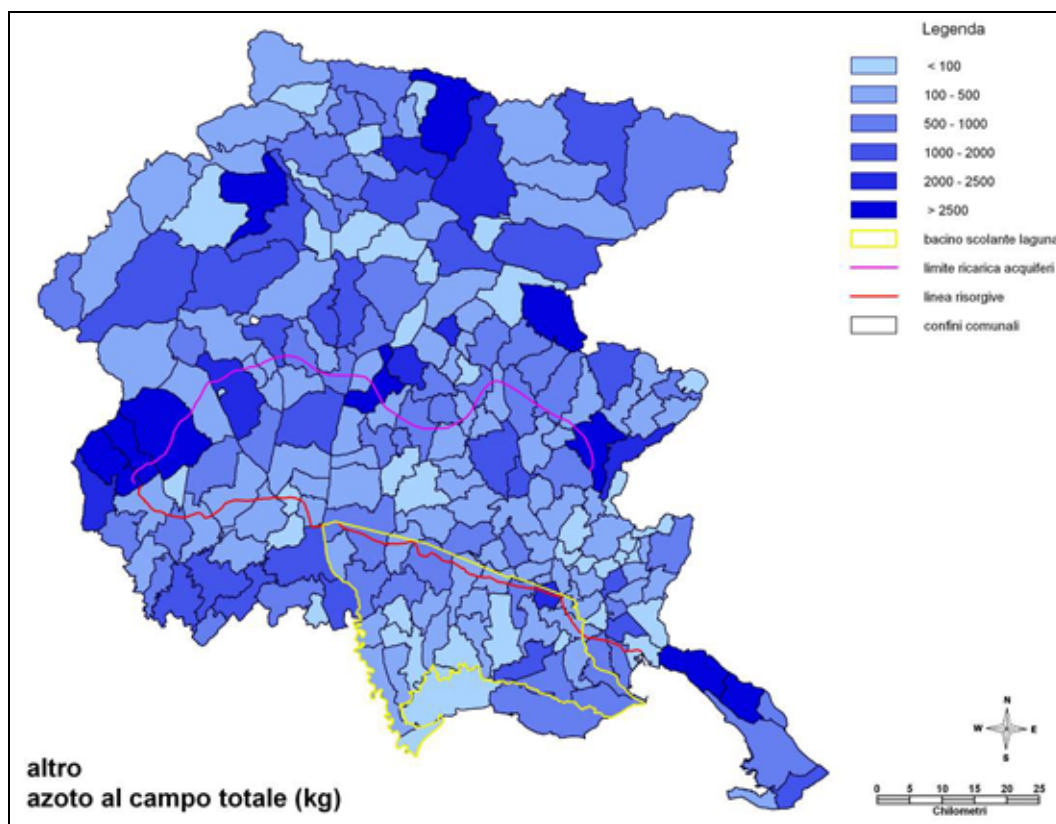 Legenda
< 100
100 - 500
500 - 1000
1000 - 2000
2000 - 2500
> 2500
bacino scolante laguna
limite ricarica acquiferi
linea risorgive
confini comunali
N
W E
S
altro
azoto al campo totale (kg)
0 5 10 15 20 25
Chilometri